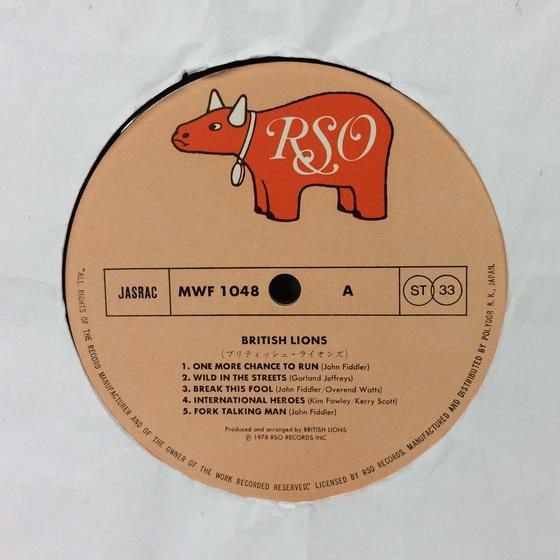 RSO
JASRAC MWF 1048 A ST 33
BRITISH LIONS
(ブリティッシュ・ライオンズ)
1. ONE MORE CHANCE TO RUN (John Fiddler)
2. WILD IN THE STREETS (Garland Jeffreys)
3. BREAK THIS FOOL (John Fiddler/Overend Watts)
4. INTERNATIONAL HEROES (Kim Fowley/Kerry Scott)
5. FORK TALKING MAN (John Fiddler)
Produced and arranged by BRITISH LIONS
Ⓟ 1978 RSO RECORDS INC
"ALL RIGHTS OF THE RECORD MANUFACTURER AND OF THE OWNER OF THE WORK RECORDED RESERVED", LICENSED BY RSO RECORDS, MANUFACTURED AND DISTRIBUTED BY POLYDOR K.K., JAPAN.